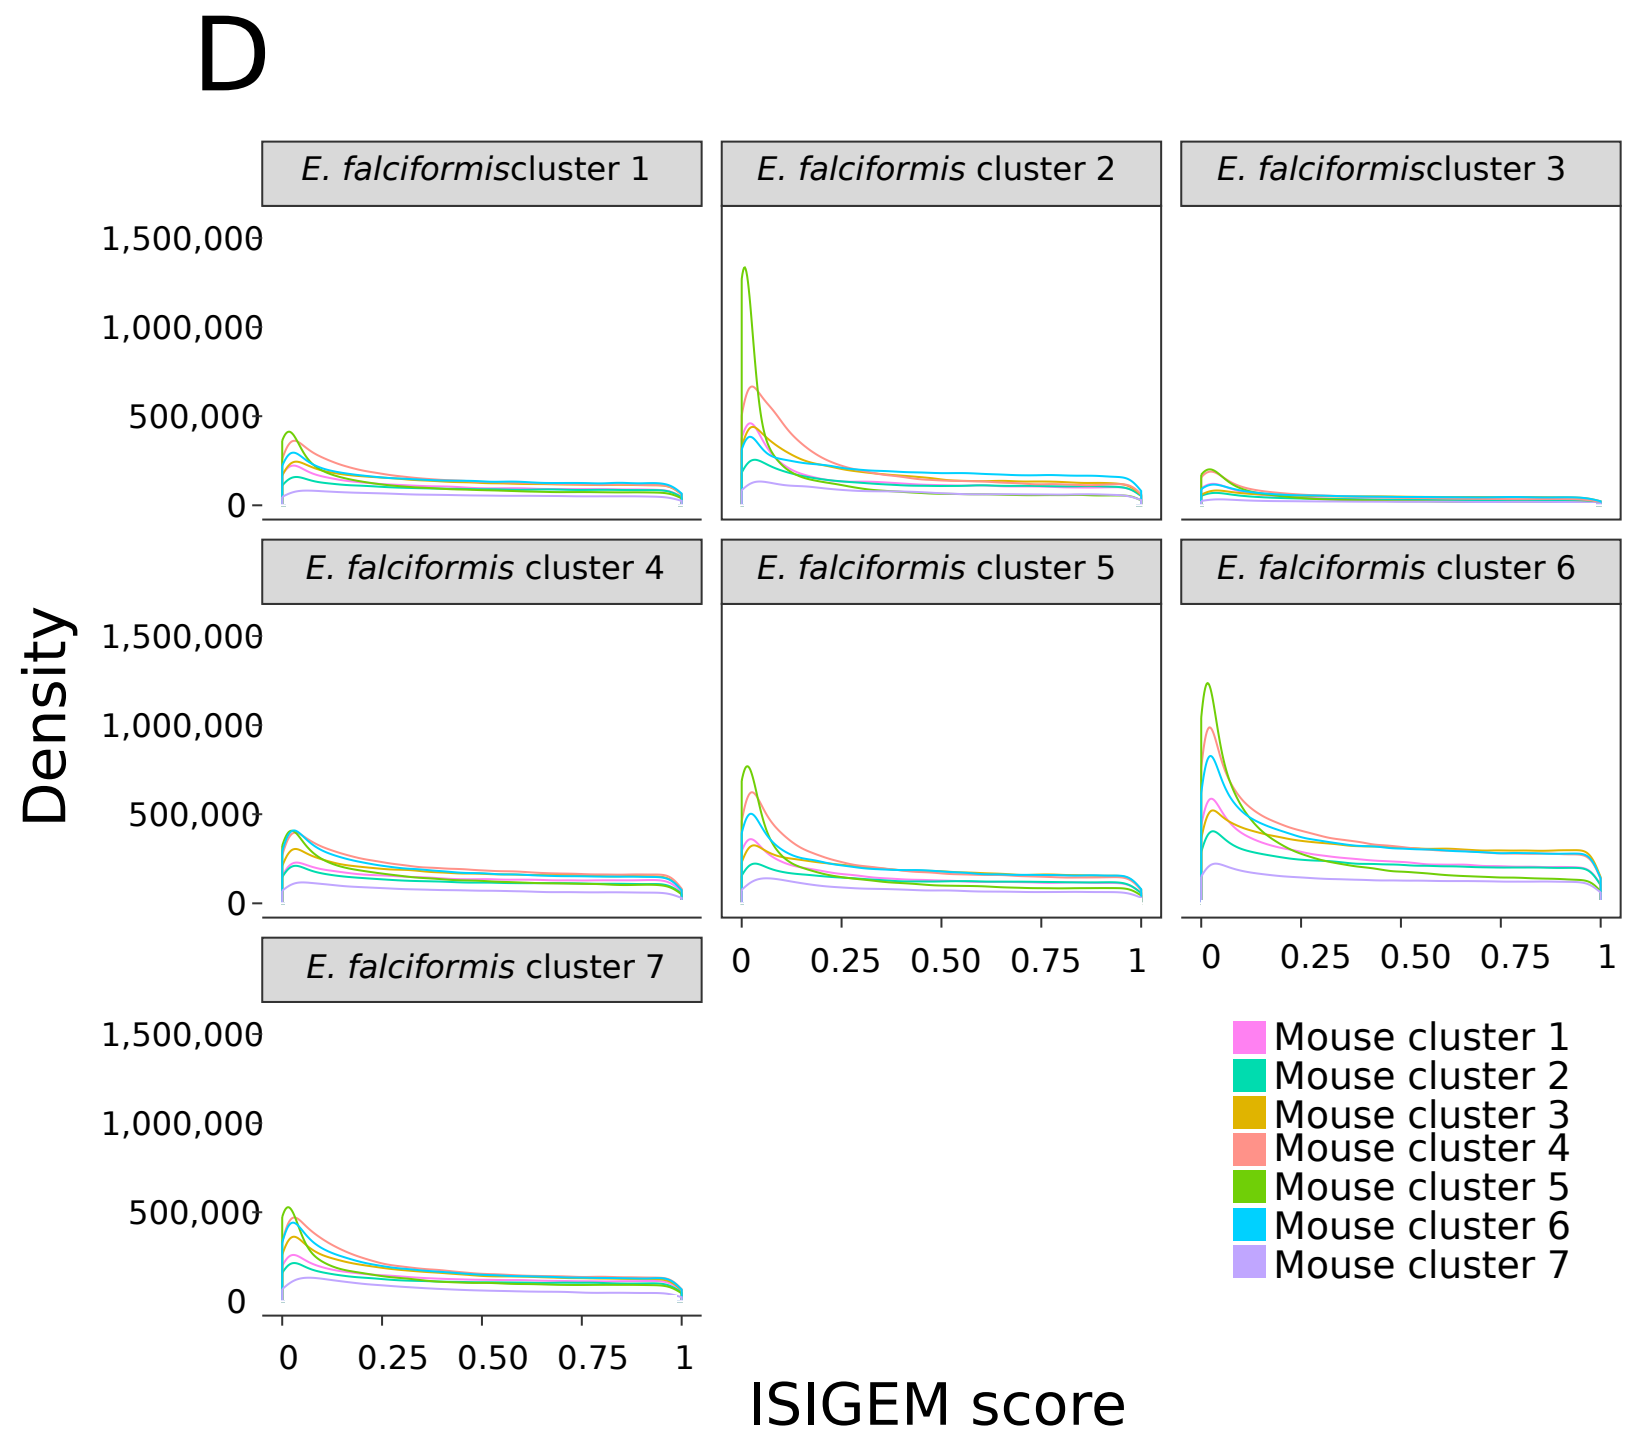 D
E. falciformiscluster 1
E. falciformis cluster 2
E. falciformiscluster 3
1,500,000
1,000,000
500,000
0
E. falciformis cluster 4
E. falciformis cluster 5
E. falciformis cluster 6
1,500,000
1,000,000
500,000
0
Density
0 0.25 0.50 0.75 1
0 0.25 0.50 0.75 1
E. falciformis cluster 7
1,500,000
1,000,000
500,000
0
0 0.25 0.50 0.75 1
Mouse cluster 1
Mouse cluster 2
Mouse cluster 3
Mouse cluster 4
Mouse cluster 5
Mouse cluster 6
Mouse cluster 7
ISIGEM score